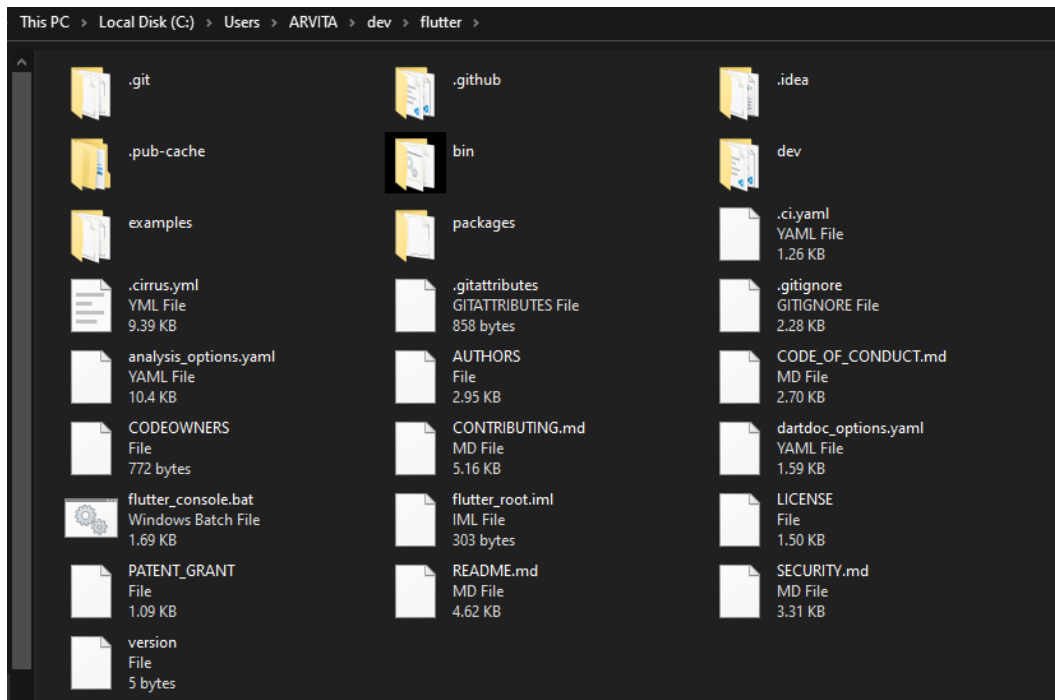 This PC > Local Disk (C:) > Users > ARVITA > dev > flutter >
.git
.github
.idea
.pub-cache
bin
dev
examples
packages
.ci.yaml
YAML File
1.26 KB
.cirrus.yml
YML File
9.39 KB
.gitattributes
GITATTRIBUTES File
858 bytes
.gitignore
GITIGNORE File
2.28 KB
analysis_options.yaml
YAML File
10.4 KB
AUTHORS
File
2.95 KB
CODE_OF_CONDUCT.md
MD File
2.70 KB
CODEOWNERS
File
772 bytes
CONTRIBUTING.md
MD File
5.16 KB
dartdoc_options.yaml
YAML File
1.59 KB
flutter_console.bat
Windows Batch File
1.69 KB
flutter_root.iml
IML File
303 bytes
LICENSE
File
1.50 KB
PATENT_GRANT
File
1.09 KB
README.md
MD File
4.62 KB
SECURITY.md
MD File
3.31 KB
version
File
5 bytes